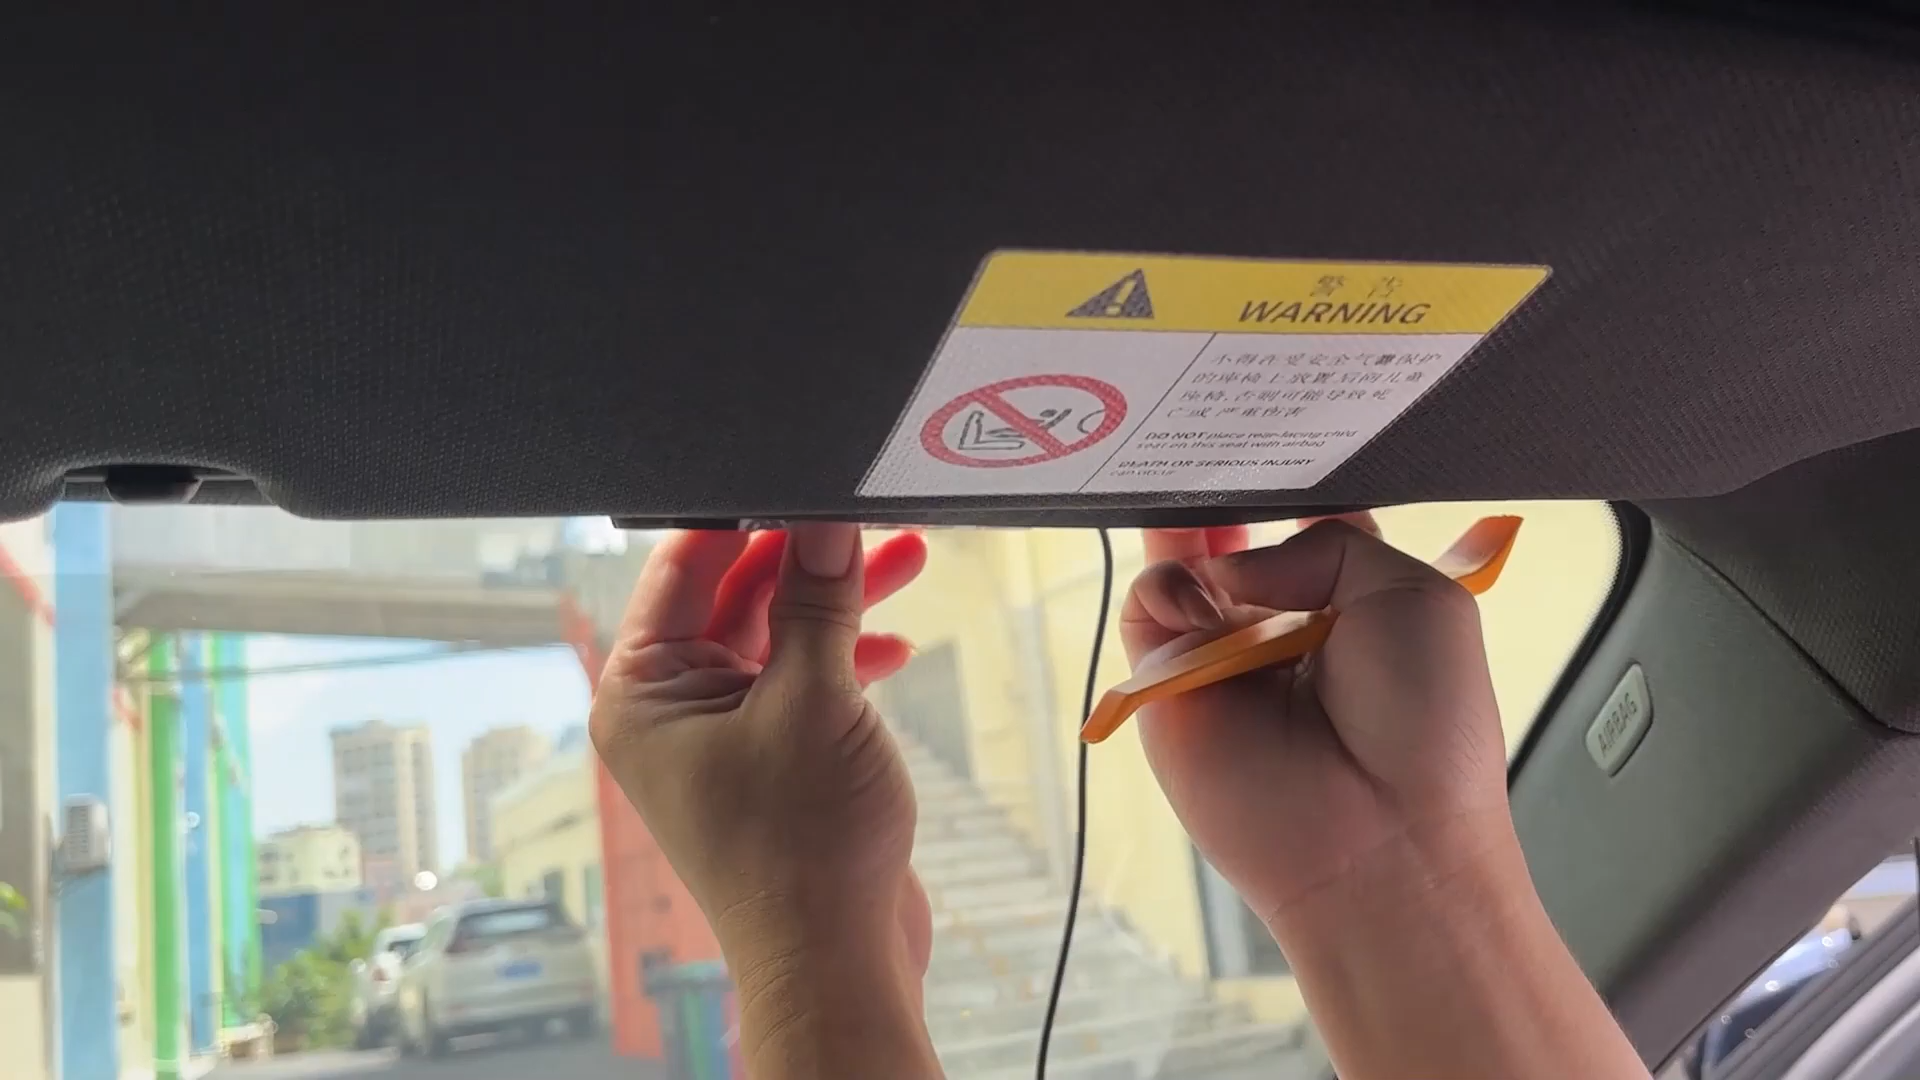 警告
WARNING
不得在受安全气囊保护
的座椅上放置后向儿童
座椅，否则可能导致死
亡或严重伤害
DO NOT place rear-facing child
seat on this seat with airbag
DEATH OR SERIOUS INJURY
can occur
AIRBAG